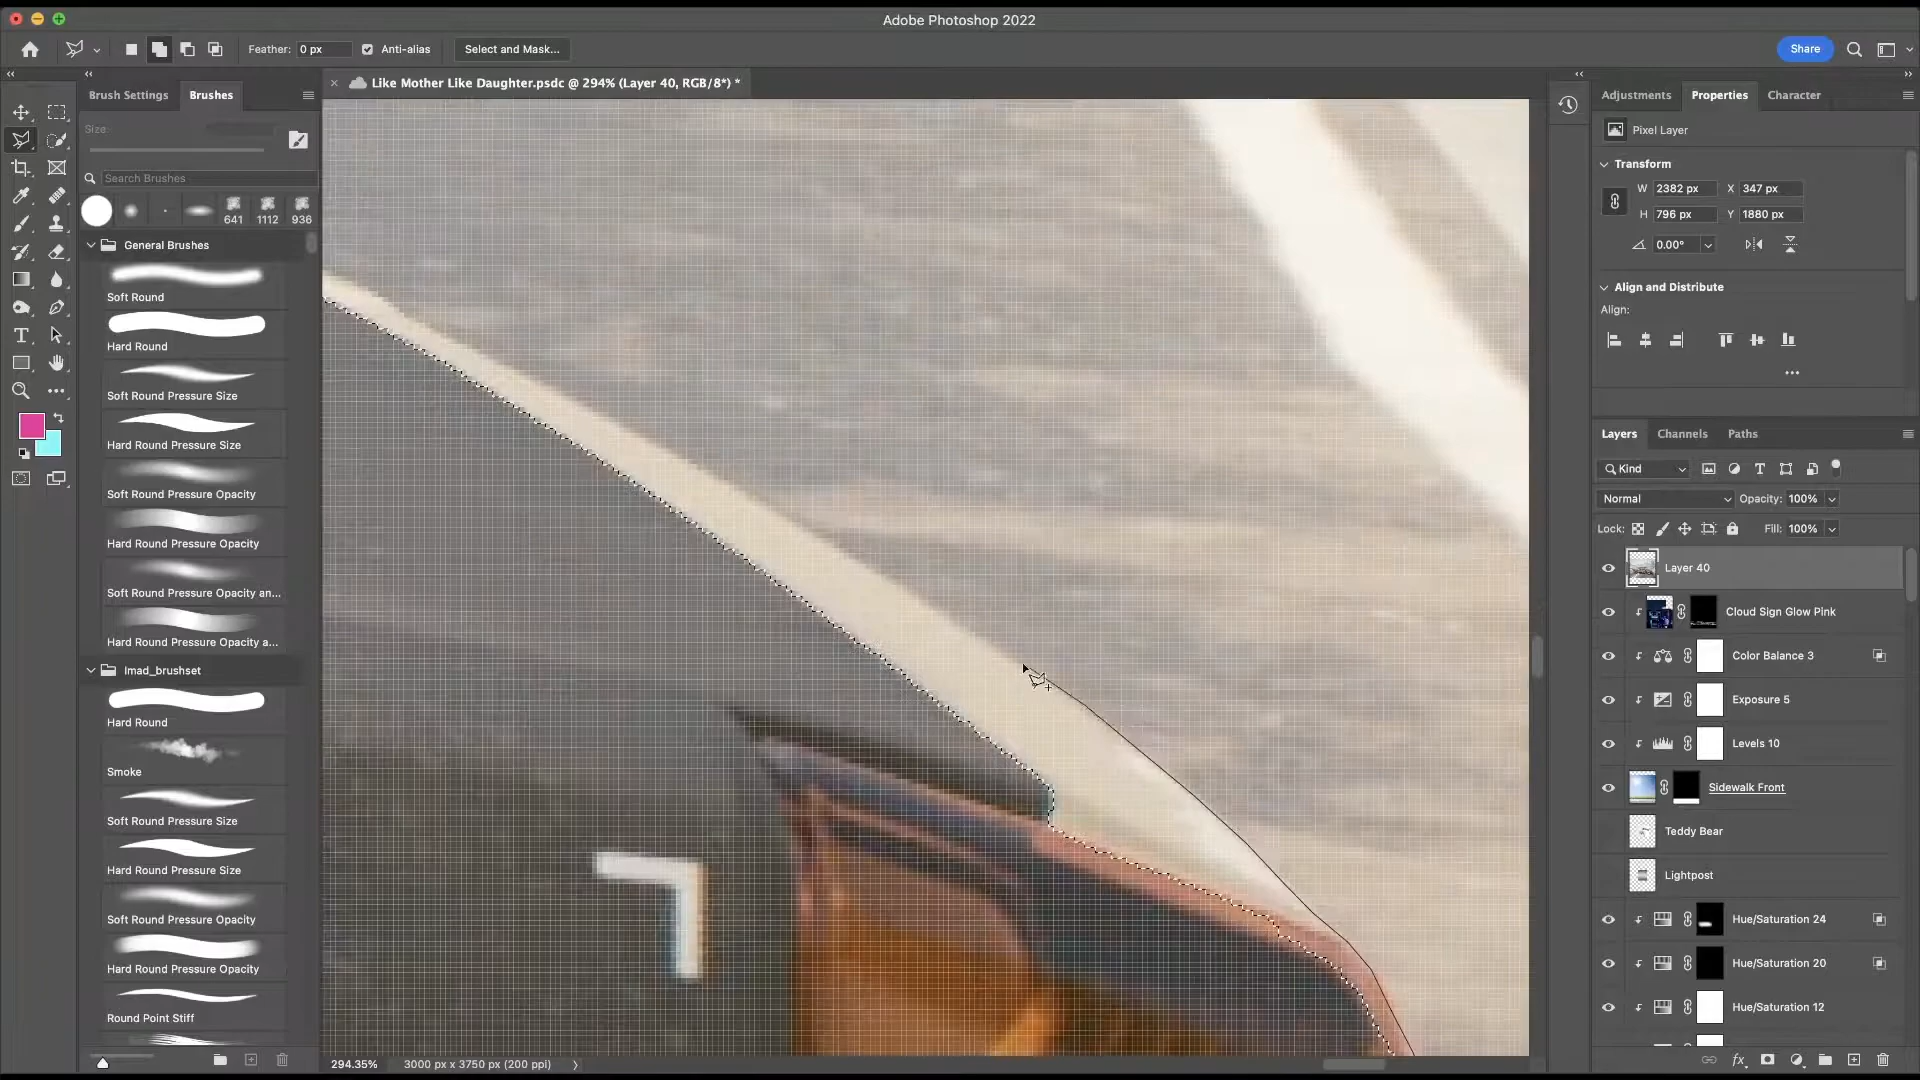 Adobe Photoshop 2022
Feather: 0 px Anti-alias Select and Mask... Share
Like Mother Like Daughter.psdc @ 294% (Layer 40, RGB/8*) *
Brush Settings Brushes
Size:
Search Brushes
641 1112 936
General Brushes
Soft Round
Hard Round
Soft Round Pressure Size
Hard Round Pressure Size
Soft Round Pressure Opacity
Hard Round Pressure Opacity
Soft Round Pressure Opacity an...
Hard Round Pressure Opacity a...
Imad_brushset
Hard Round
Smoke
Soft Round Pressure Size
Hard Round Pressure Size
Soft Round Pressure Opacity
Hard Round Pressure Opacity
Round Point Stiff
294.35% 3000 px x 3750 px (200 ppi)
Adjustments Properties Character
Pixel Layer
Transform
W 2382 px X 347 px
H 796 px Y 1880 px
0.00°
Align and Distribute
Align:
Layers Channels Paths
Kind
Normal Opacity: 100%
Lock: Fill: 100%
Layer 40
Cloud Sign Glow Pink
Color Balance 3
Exposure 5
Levels 10
Sidewalk Front
Teddy Bear
Lightpost
Hue/Saturation 24
Hue/Saturation 20
Hue/Saturation 12